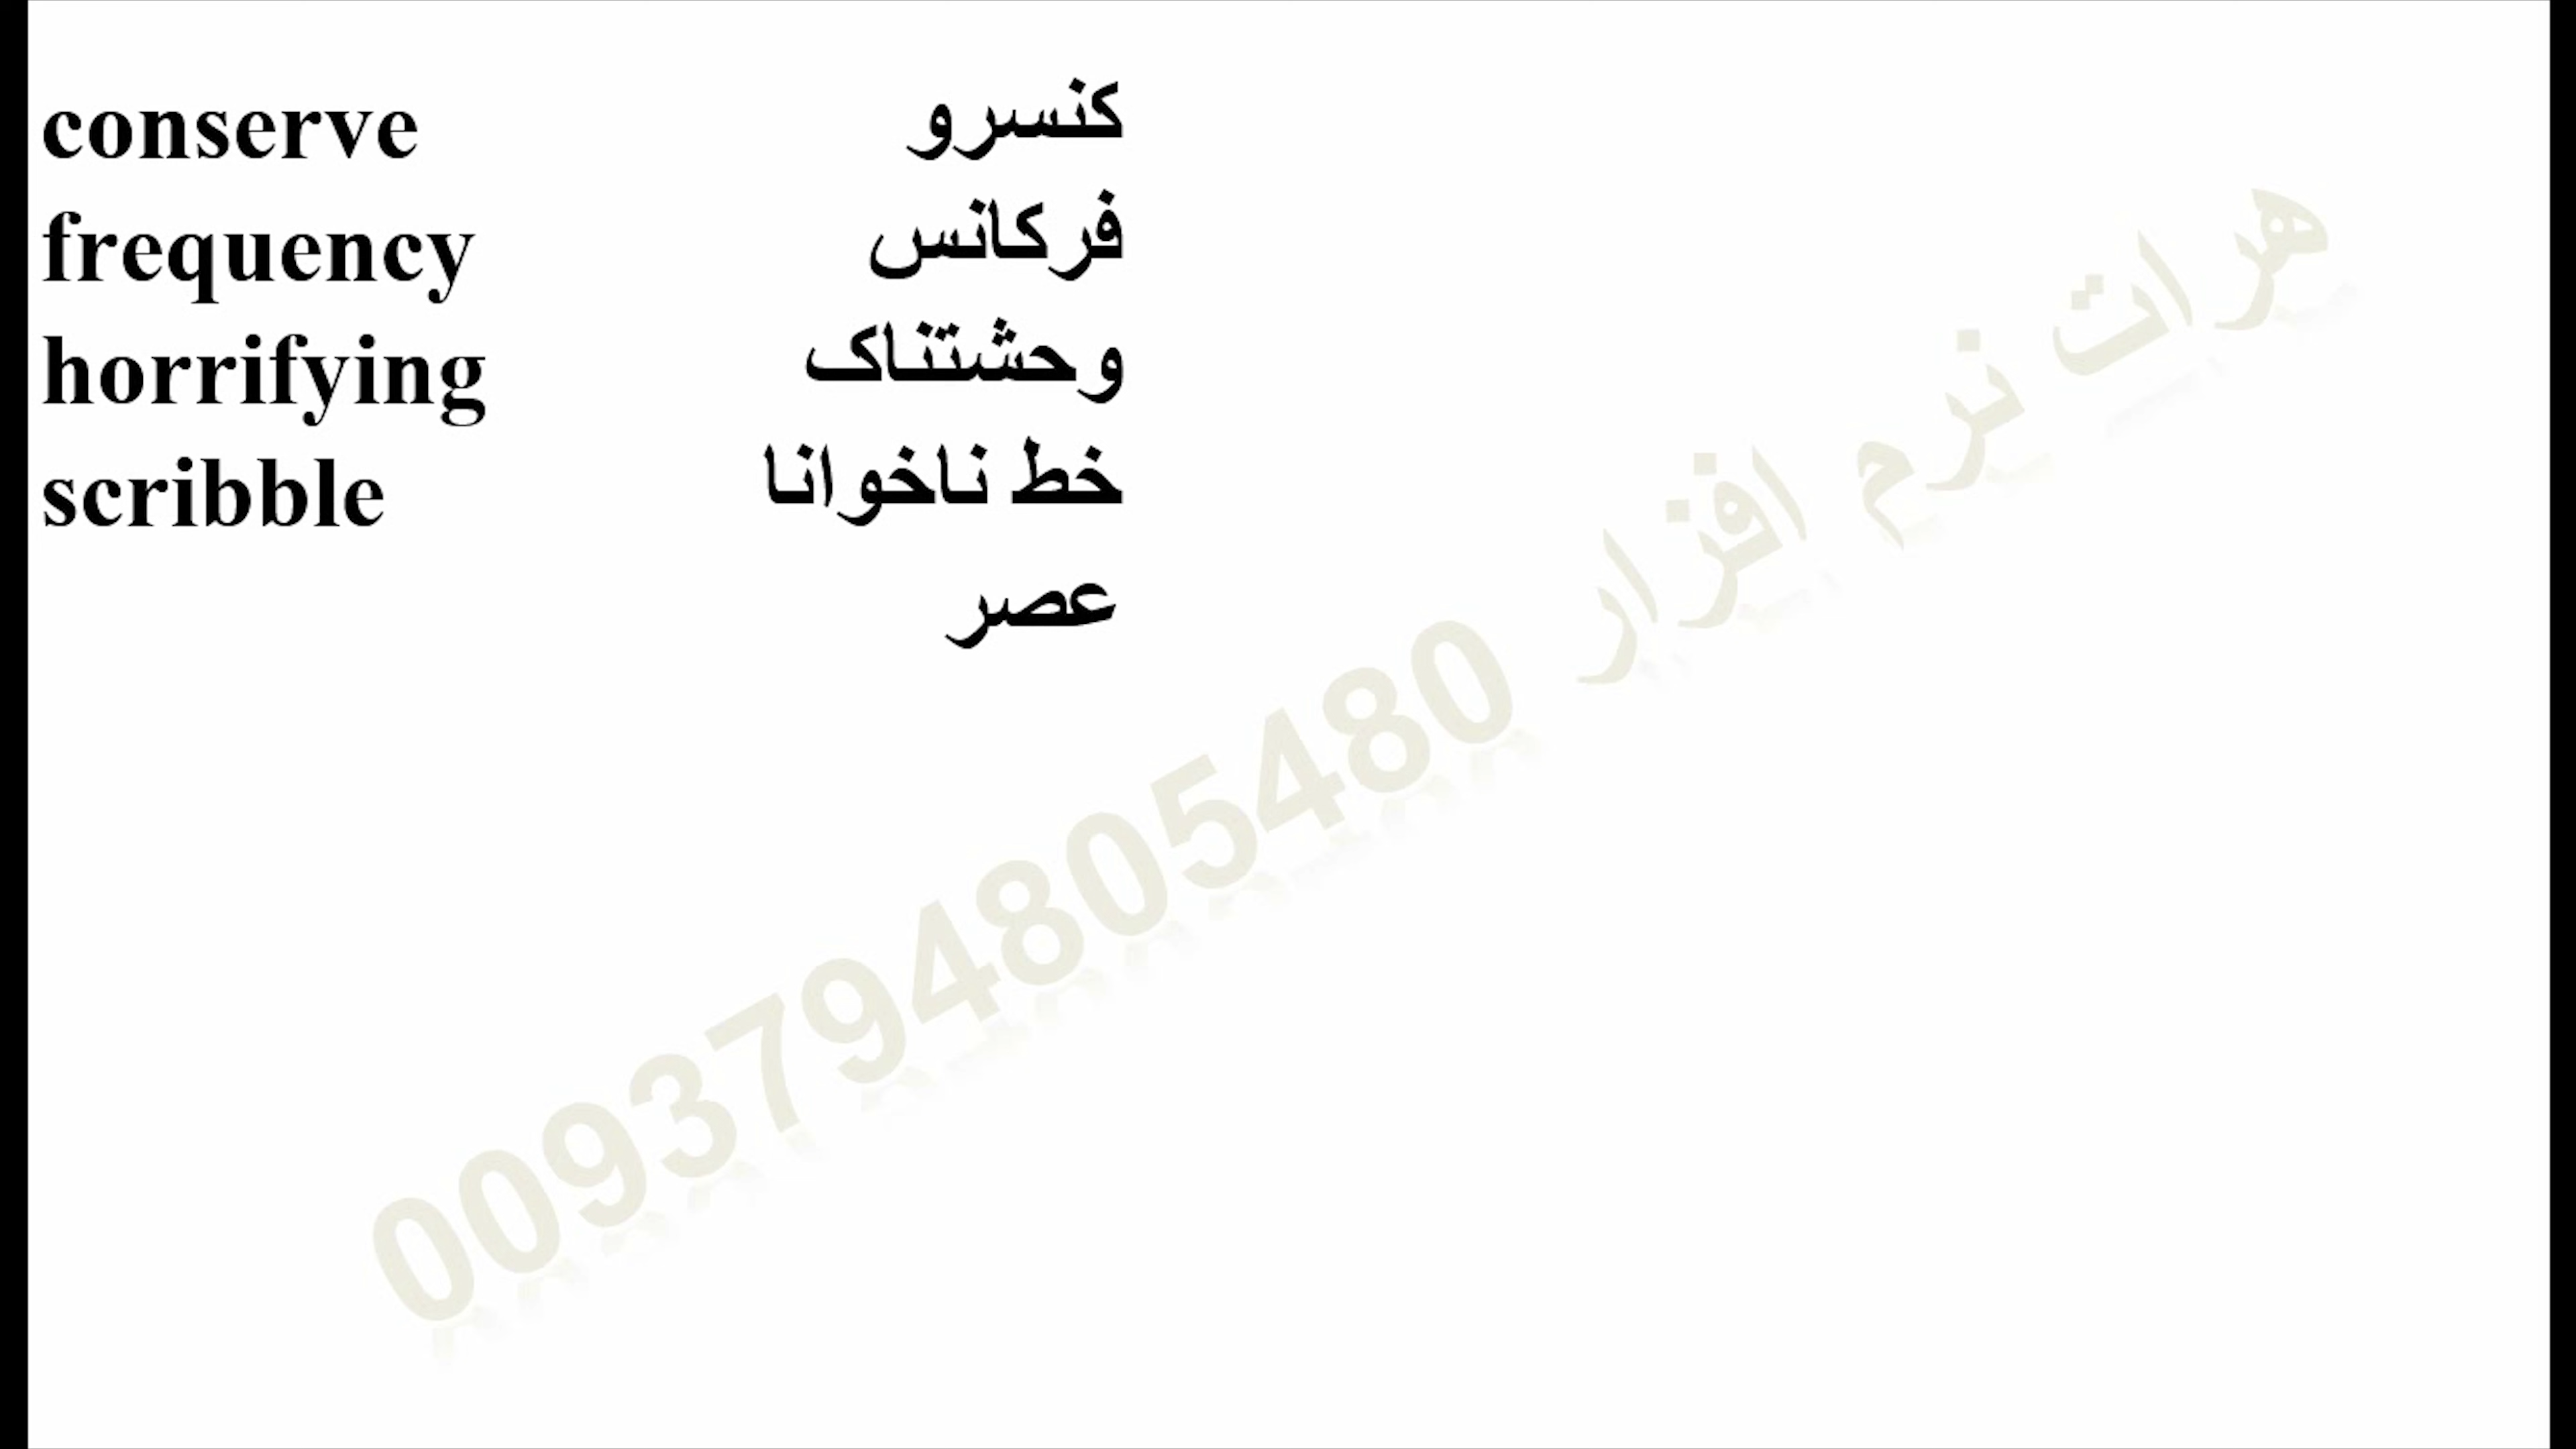 conserve کنسرو
frequency فرکانس
horrifying وحشتناک
scribble خط ناخوانا
عصر
هرات نرم افزار 0093794805480